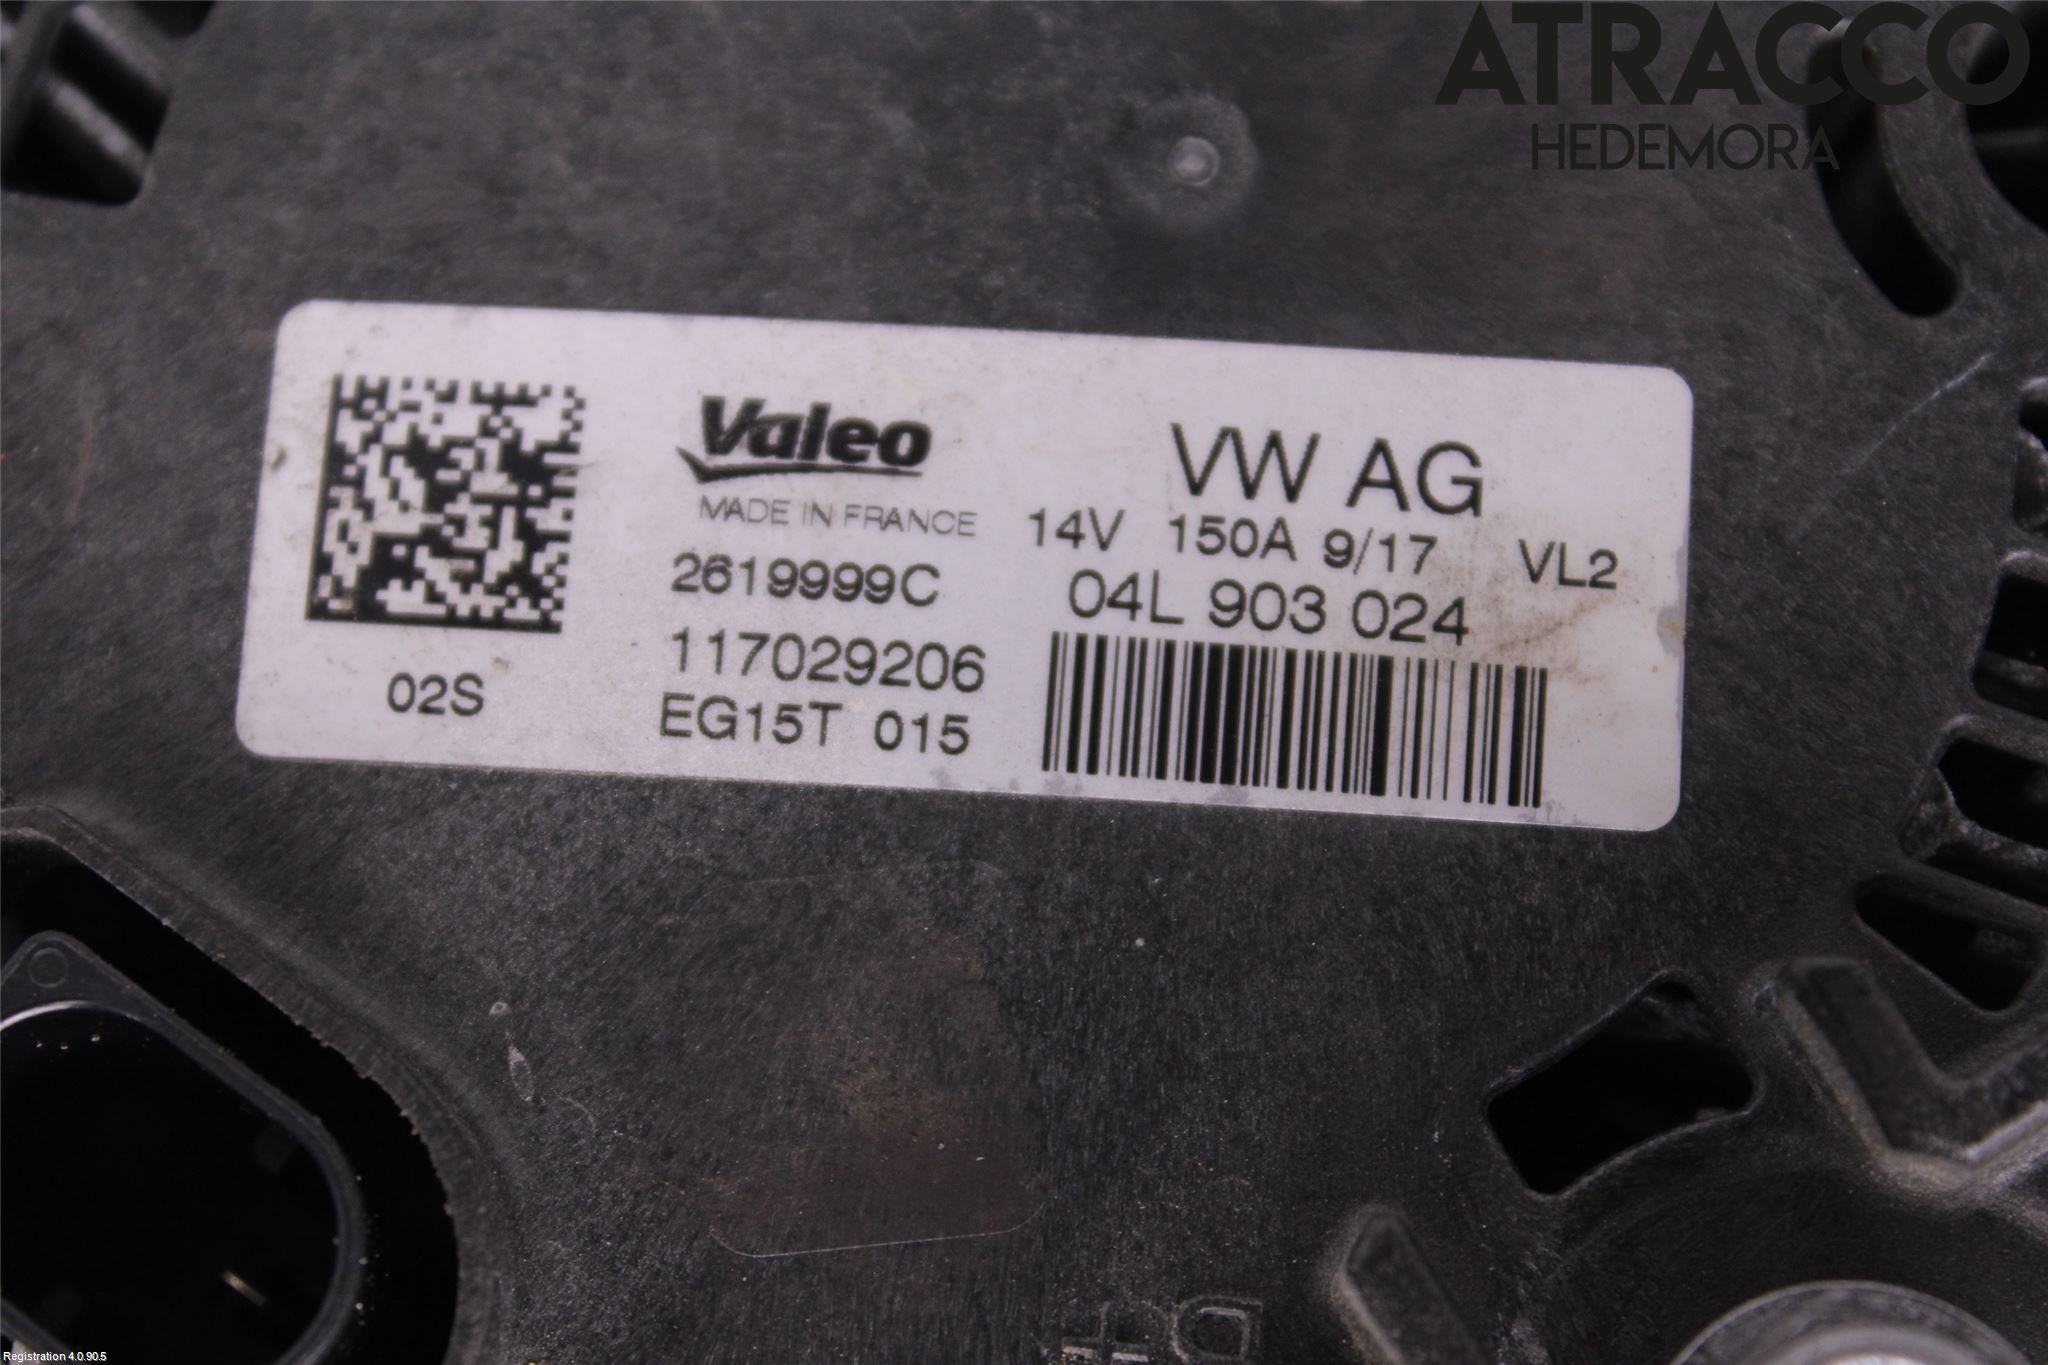 ATRACCO
HEDEMORA
Valeo
MADE IN FRANCE
2619999C
117029206
EG15T 015
02S
VW AG
14V 150A 9/17 VL2
04L 903 024
D+
Registration 4.0.90.5